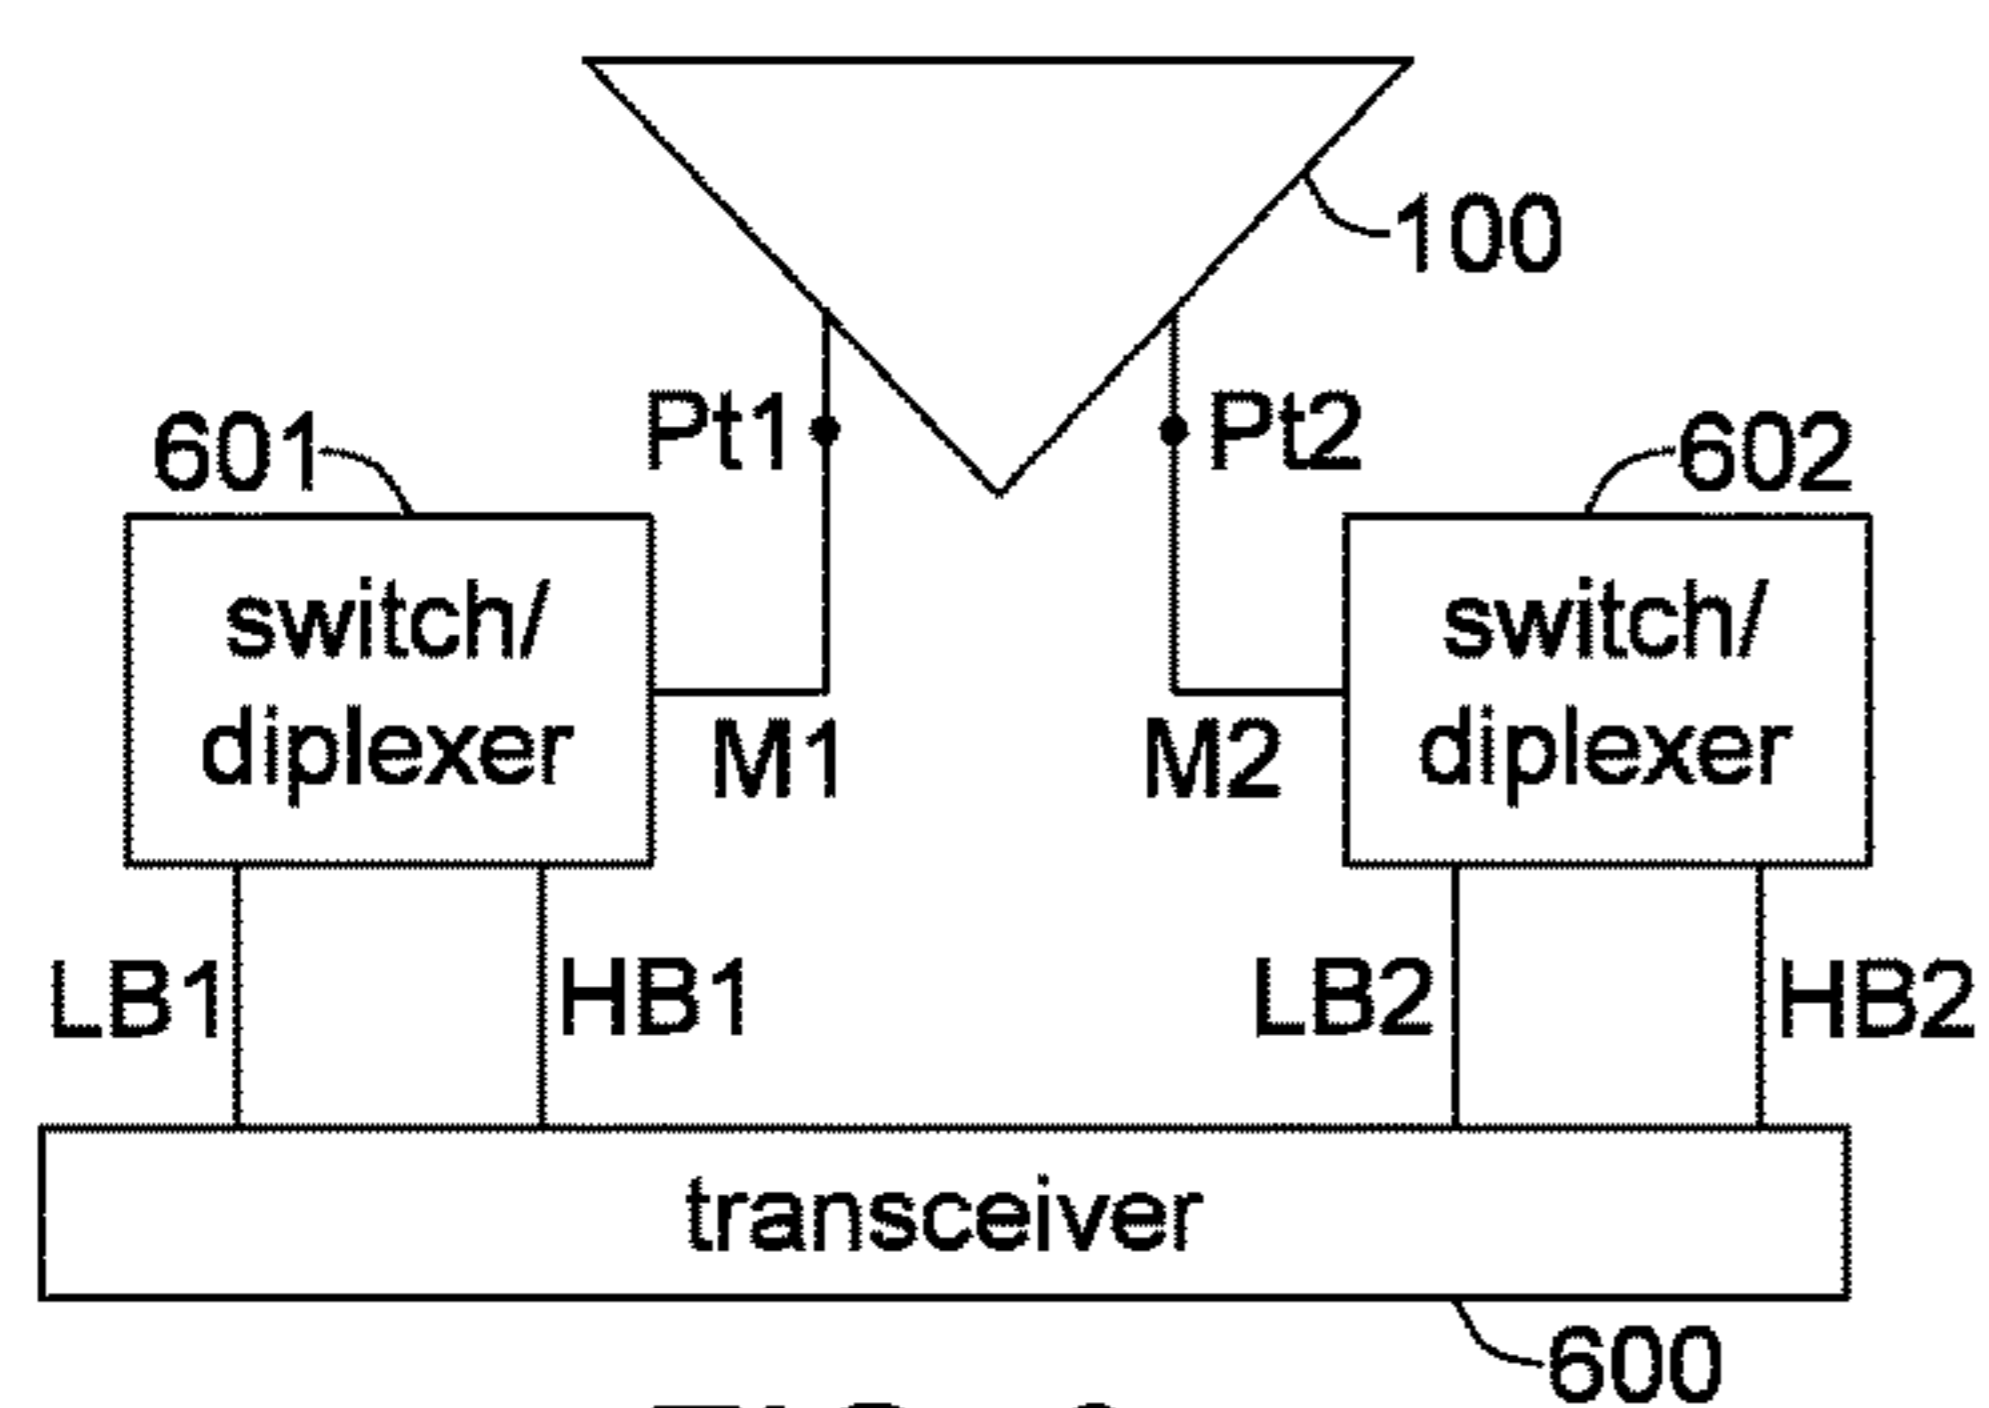 100
Pt1
Pt2
601
602
switch/
diplexer
switch/
diplexer
M1
M2
LB1
HB1
LB2
HB2
transceiver
600